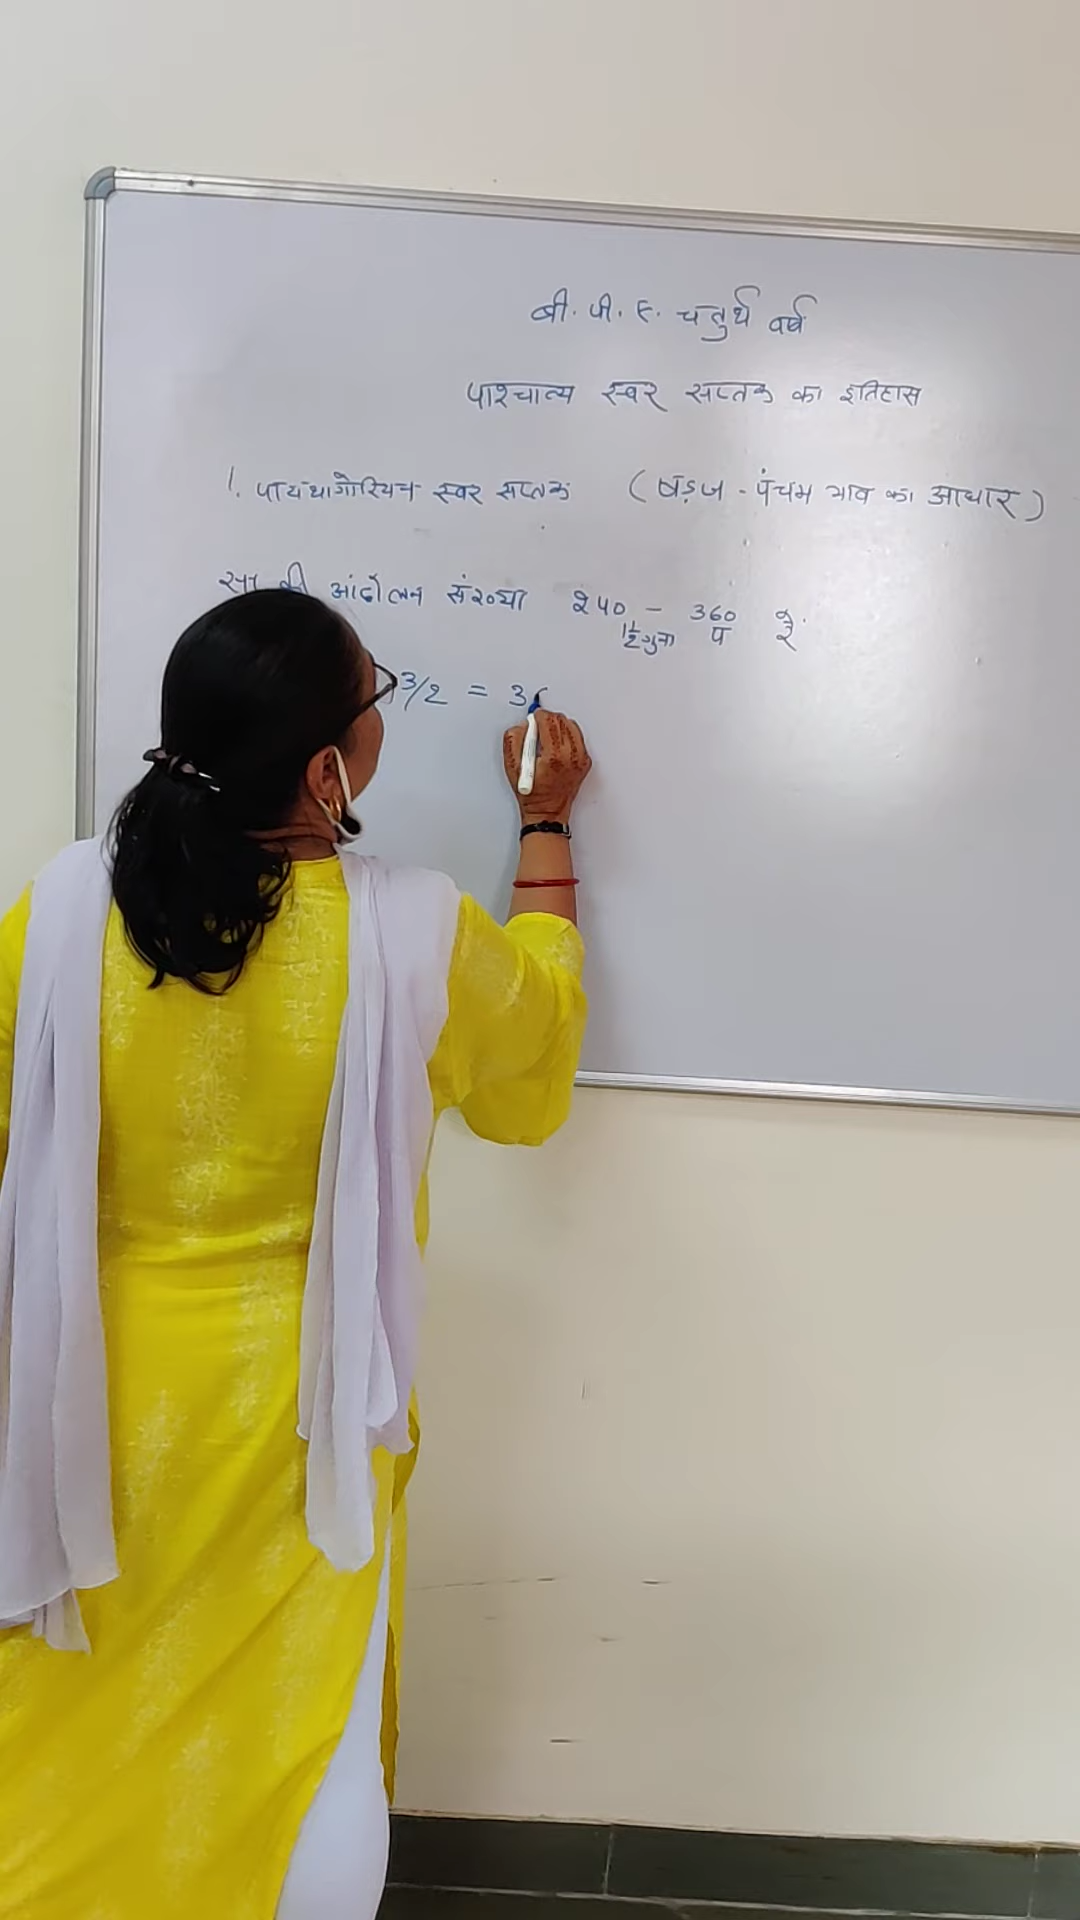 बी. पी. ए. चतुर्थ वर्ष
पाश्चात्य स्वर सप्तक का इतिहास
1. पायथागोरियन स्वर सप्तक (षड़ज - पंचम भाव का आधार)
सा की आंदोलन संख्या 240 - 360 है.
1½ गुना प रे
3/2 = 36